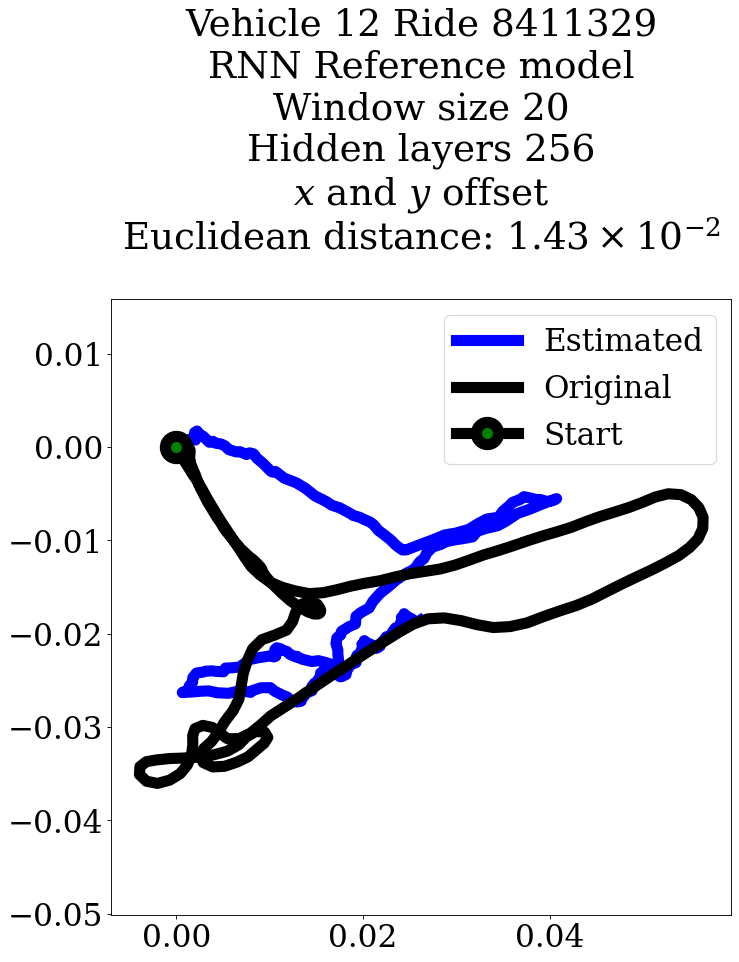 Vehicle 12 Ride 8411329
RNN Reference model
Window size 20
Hidden layers 256
x and y offset
Euclidean distance: 1.43 × 10⁻²
Estimated
Original
Start
0.01
0.00
−0.01
−0.02
−0.03
−0.04
−0.05
0.00 0.02 0.04